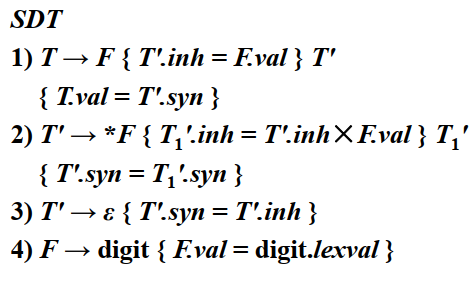 SDT
1) T → F { T'.inh = F.val } T'
{ T.val = T'.syn }
2) T' → *F { T₁'.inh = T'.inh×F.val } T₁'
{ T'.syn = T₁'.syn }
3) T' → ε { T'.syn = T'.inh }
4) F → digit { F.val = digit.lexval }